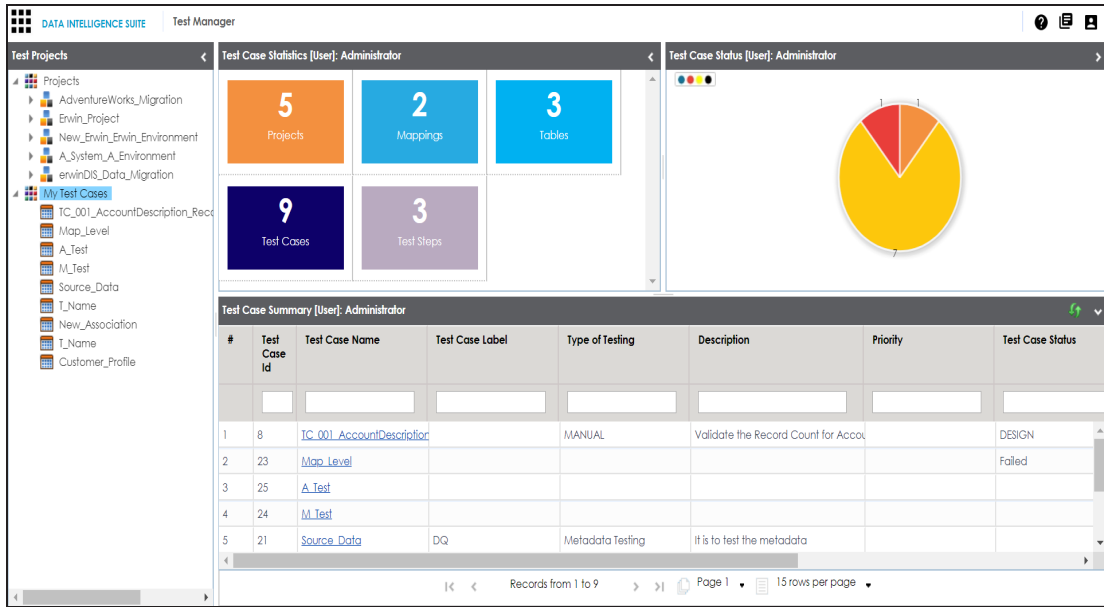 DATA INTELLIGENCE SUITE Test Manager
Test Projects
Projects
AdventureWorks_Migration
Erwin_Project
New_Erwin_Erwin_Environment
A_System_A_Environment
erwinDIS_Data_Migration
My Test Cases
TC_001_AccountDescription_Reco
Map_Level
A_Test
M_Test
Source_Data
T_Name
New_Association
T_Name
Customer_Profile
Test Case Statistics [User]: Administrator
5
Projects
2
Mappings
3
Tables
9
Test Cases
3
Test Steps
Test Case Status [User]: Administrator
1 1
7
Test Case Summary [User]: Administrator
# Test Case Id Test Case Name Test Case Label Type of Testing Description Priority Test Case Status
1 8 TC_001_AccountDescription MANUAL Validate the Record Count for Accou DESIGN
2 23 Map_Level Failed
3 25 A_Test
4 24 M_Test
5 21 Source_Data DQ Metadata Testing It is to test the metadata
Records from 1 to 9 Page 1 15 rows per page